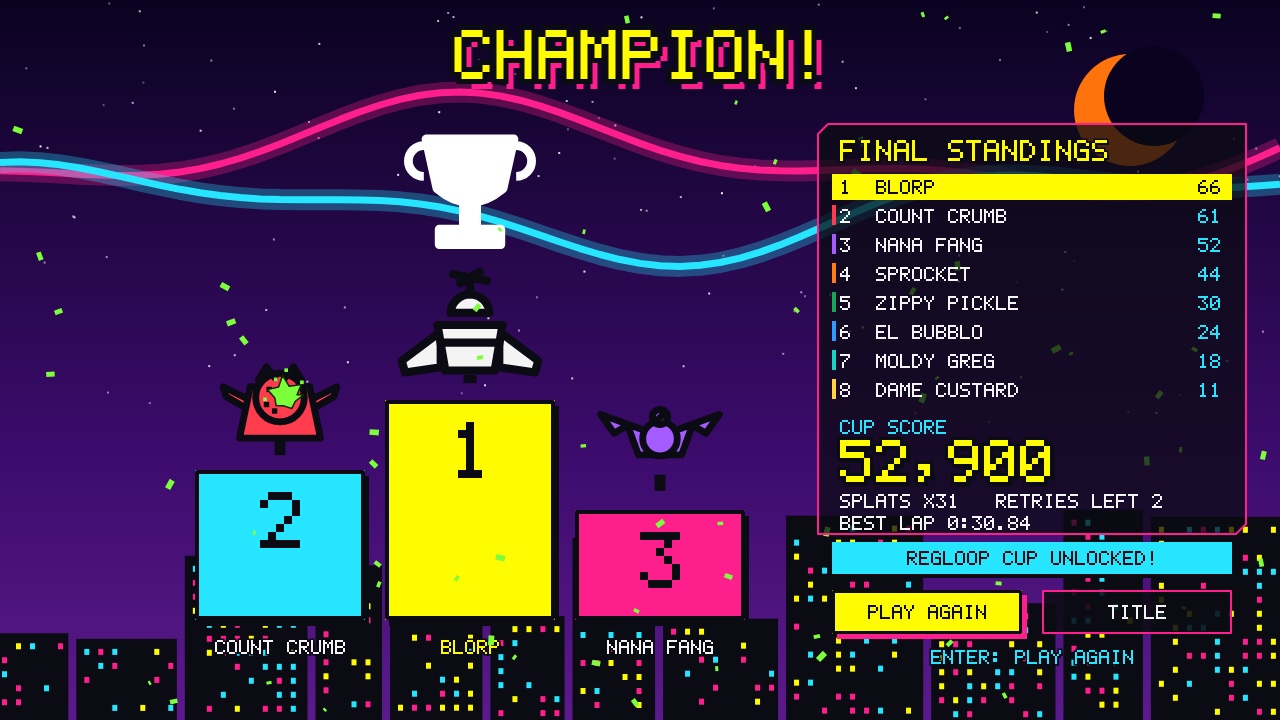 CHAMPION!
FINAL STANDINGS
1 BLORP 66
2 COUNT CRUMB 61
3 NANA FANG 52
4 SPROCKET 44
5 ZIPPY PICKLE 30
6 EL BUBBLO 24
7 MOLDY GREG 18
8 DAME CUSTARD 11
CUP SCORE
52,900
SPLATS X31 RETRIES LEFT 2
BEST LAP 0:30.84
REGLOOP CUP UNLOCKED!
PLAY AGAIN TITLE
ENTER: PLAY AGAIN
1
2
3
COUNT CRUMB BLORP NANA FANG